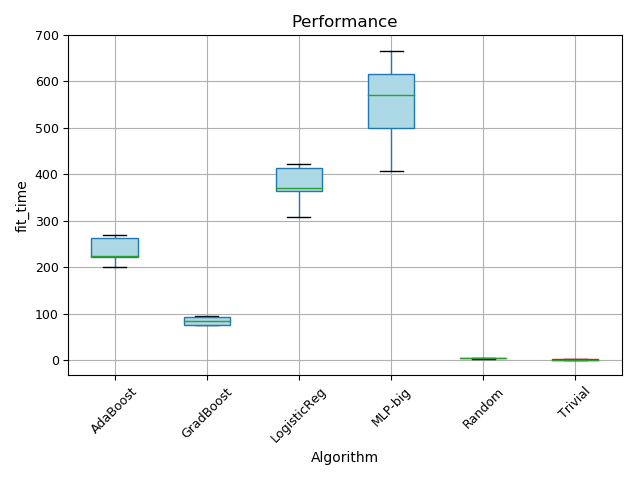 Performance
700
600
500
400
300
200
100
0
fit_time
AdaBoost
GradBoost
LogisticReg
MLP-big
Random
Trivial
Algorithm